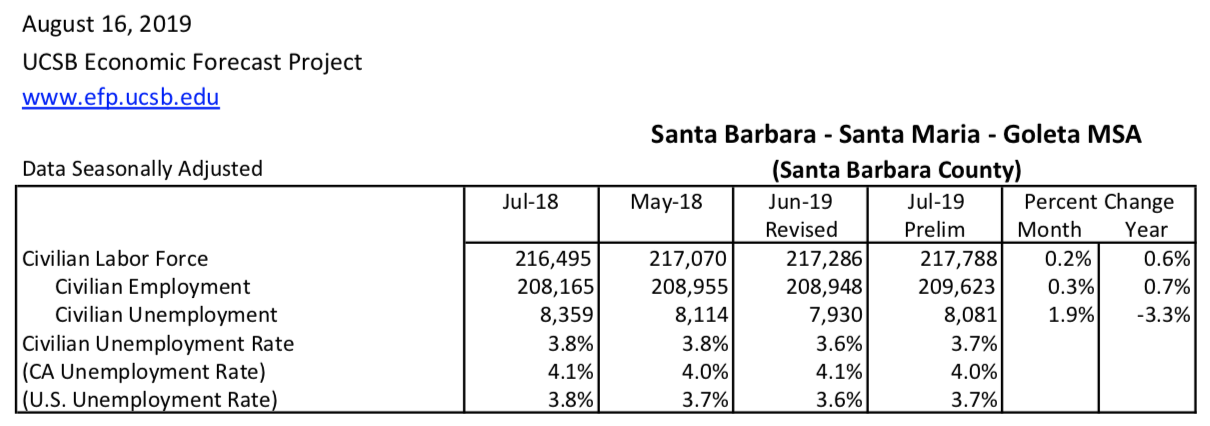 August 16, 2019
UCSB Economic Forecast Project
www.efp.ucsb.edu
Santa Barbara - Santa Maria - Goleta MSA
Data Seasonally Adjusted (Santa Barbara County)
Jul-18 May-18 Jun-19 Jul-19 Percent Change
Revised Prelim Month Year
Civilian Labor Force 216,495 217,070 217,286 217,788 0.2% 0.6%
Civilian Employment 208,165 208,955 208,948 209,623 0.3% 0.7%
Civilian Unemployment 8,359 8,114 7,930 8,081 1.9% -3.3%
Civilian Unemployment Rate 3.8% 3.8% 3.6% 3.7%
(CA Unemployment Rate) 4.1% 4.0% 4.1% 4.0%
(U.S. Unemployment Rate) 3.8% 3.7% 3.6% 3.7%